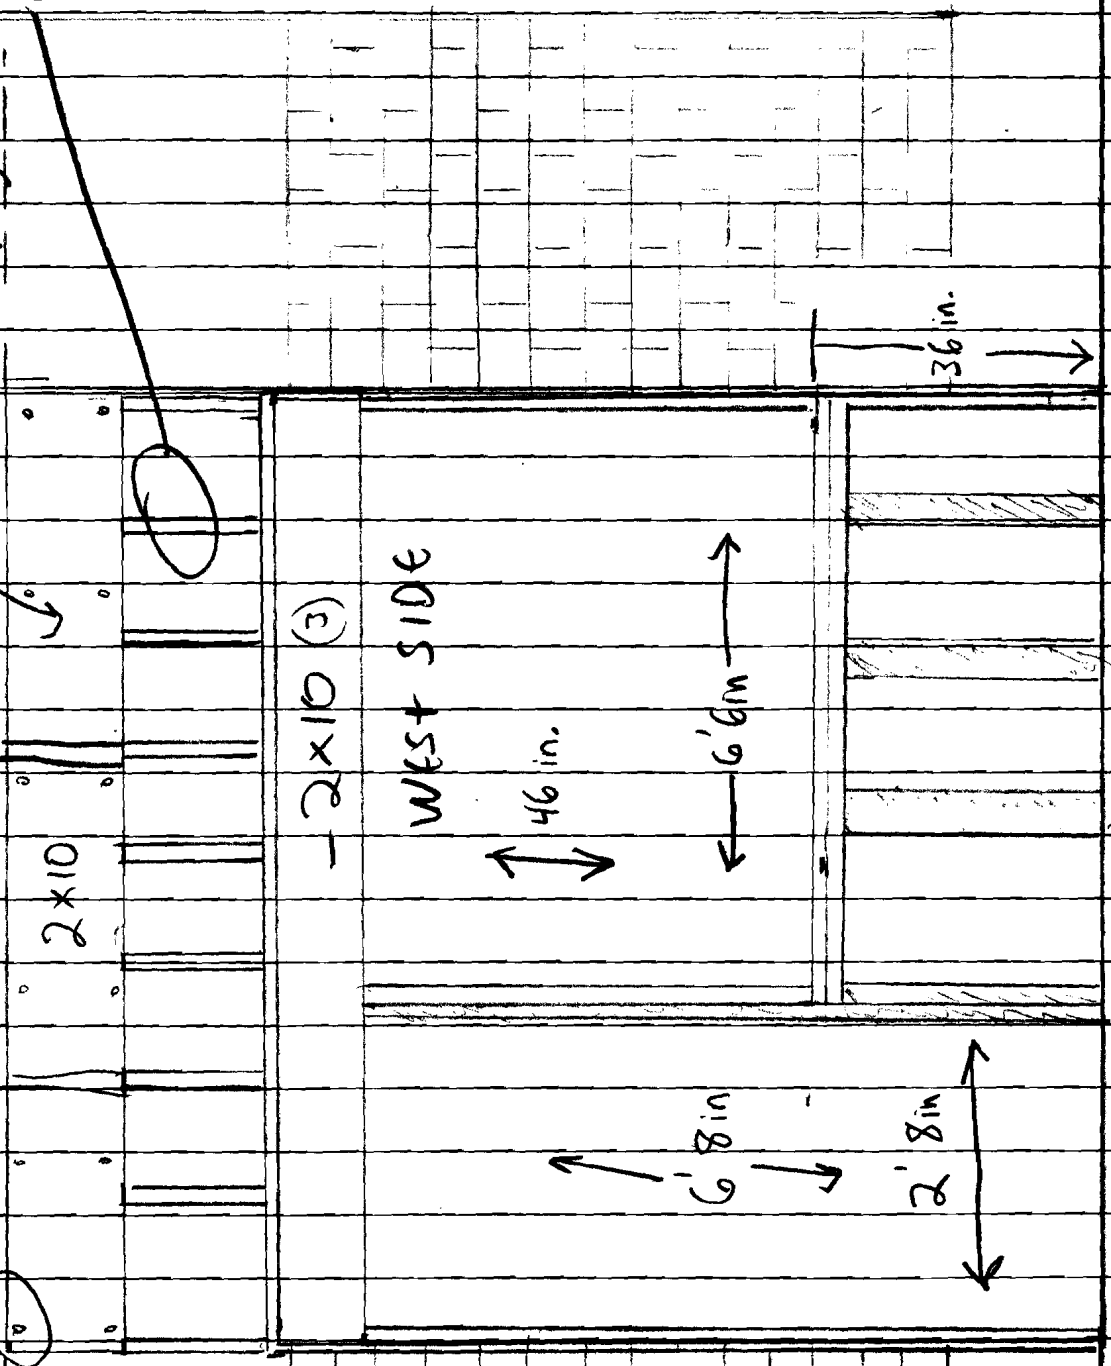 2x10
— 2x10 (3)
WEST SIDE
46 in.
6'6in
36 in.
6'8in
2'8in